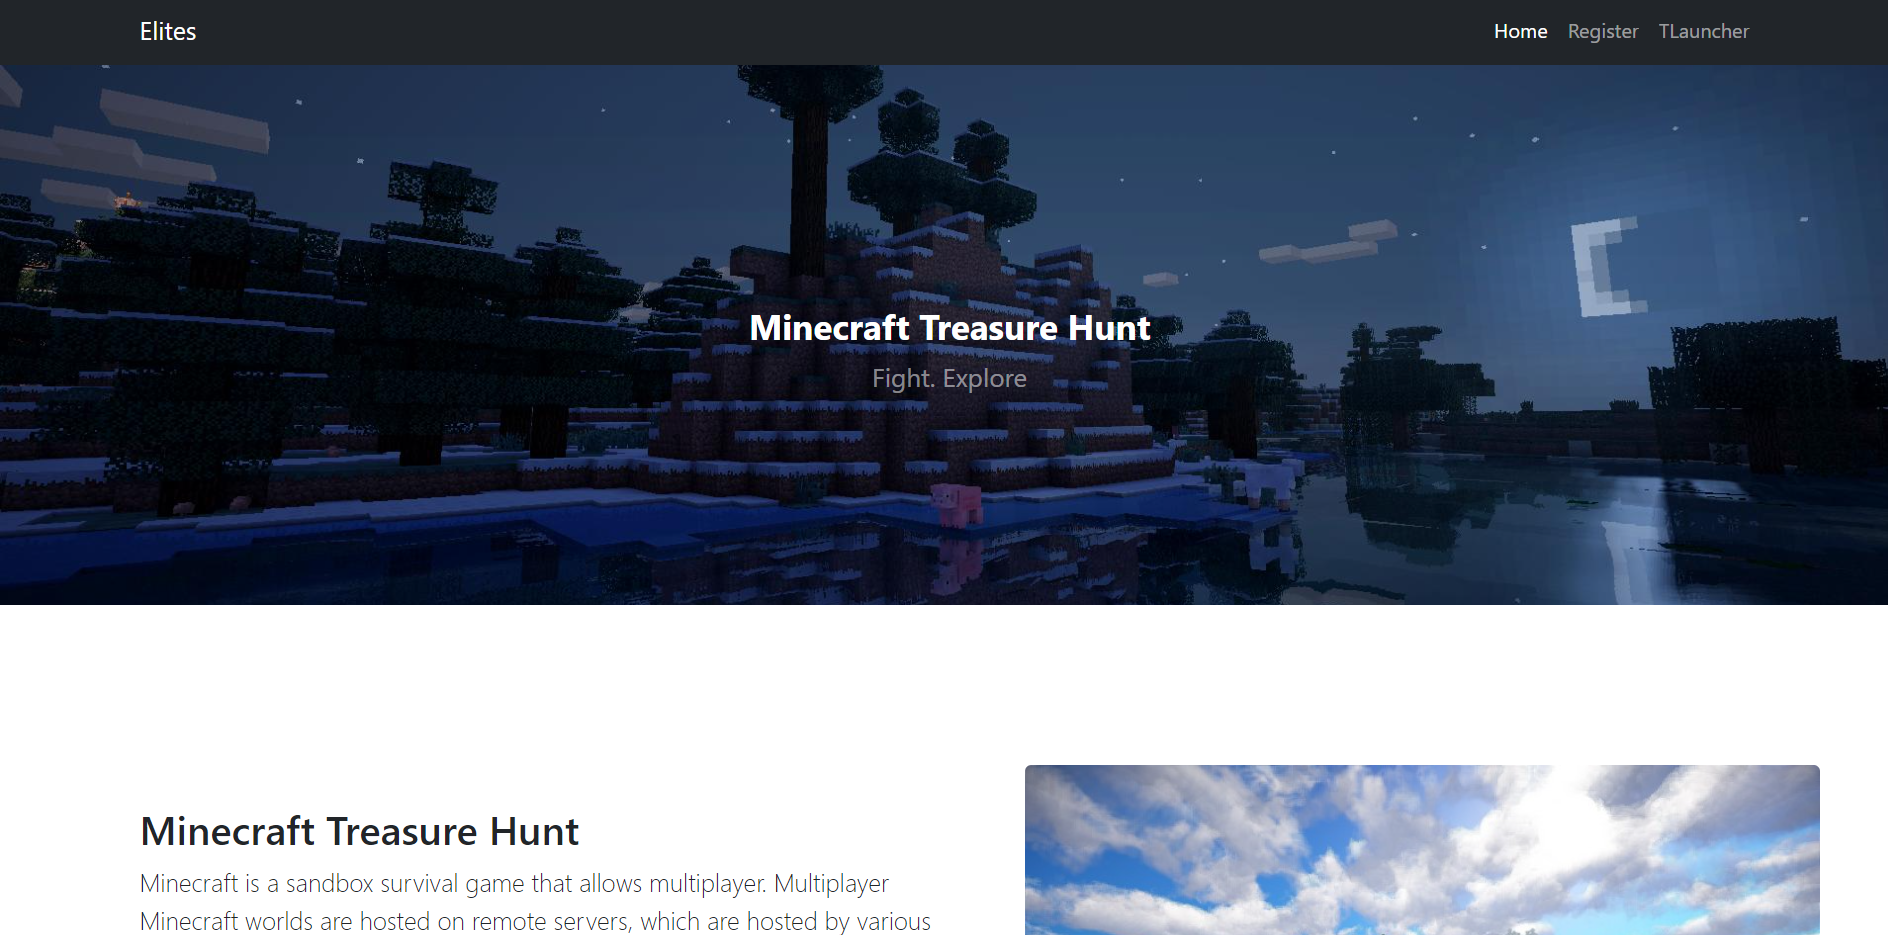 Elites
Home Register TLauncher
Minecraft Treasure Hunt
Fight. Explore
Minecraft Treasure Hunt
Minecraft is a sandbox survival game that allows multiplayer. Multiplayer
Minecraft worlds are hosted on remote servers, which are hosted by various